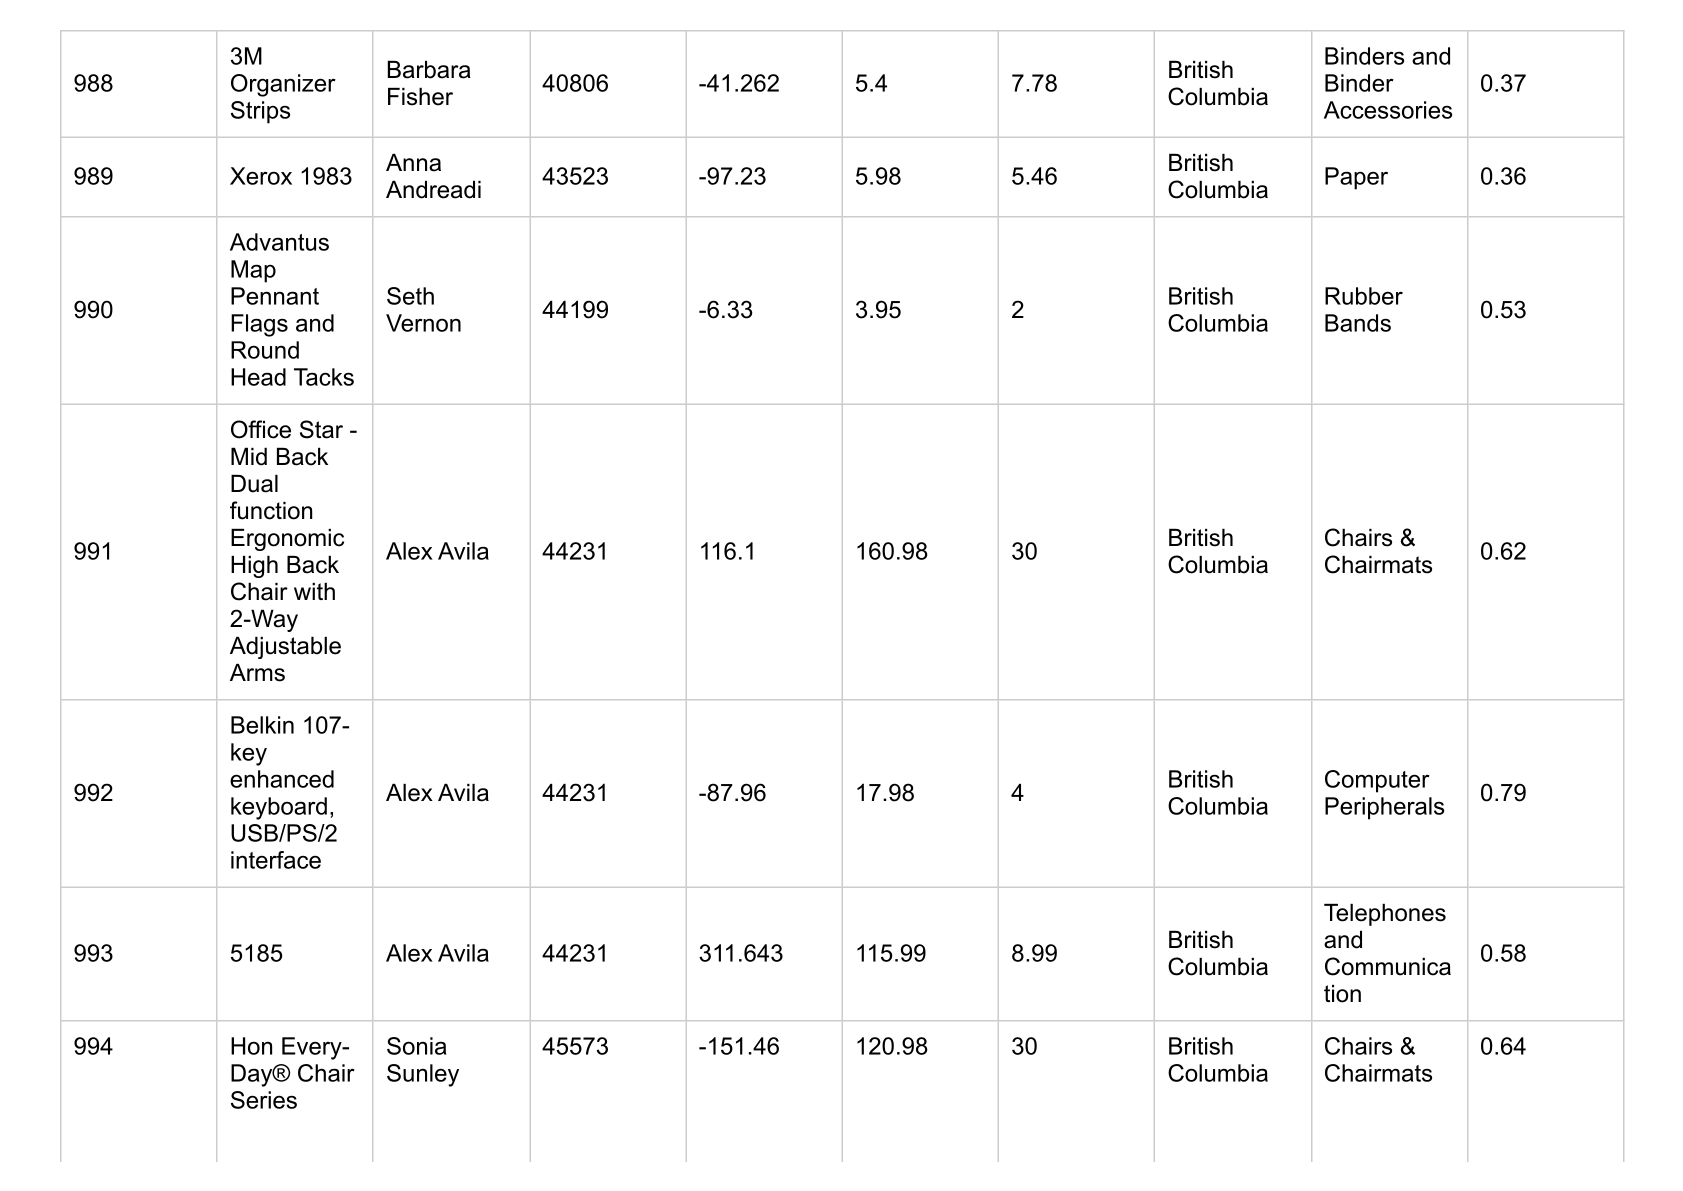 988
3M
Organizer
Strips
Barbara
Fisher
40806
-41.262
5.4
7.78
British
Columbia
Binders and
Binder
Accessories
0.37
989
Xerox 1983
Anna
Andreadi
43523
-97.23
5.98
5.46
British
Columbia
Paper
0.36
990
Advantus
Map
Pennant
Flags and
Round
Head Tacks
Seth
Vernon
44199
-6.33
3.95
2
British
Columbia
Rubber
Bands
0.53
991
Office Star -
Mid Back
Dual
function
Ergonomic
High Back
Chair with
2-Way
Adjustable
Arms
Alex Avila
44231
116.1
160.98
30
British
Columbia
Chairs &
Chairmats
0.62
992
Belkin 107-
key
enhanced
keyboard,
USB/PS/2
interface
Alex Avila
44231
-87.96
17.98
4
British
Columbia
Computer
Peripherals
0.79
993
5185
Alex Avila
44231
311.643
115.99
8.99
British
Columbia
Telephones
and
Communica
tion
0.58
994
Hon Every-
Day® Chair
Series
Sonia
Sunley
45573
-151.46
120.98
30
British
Columbia
Chairs &
Chairmats
0.64